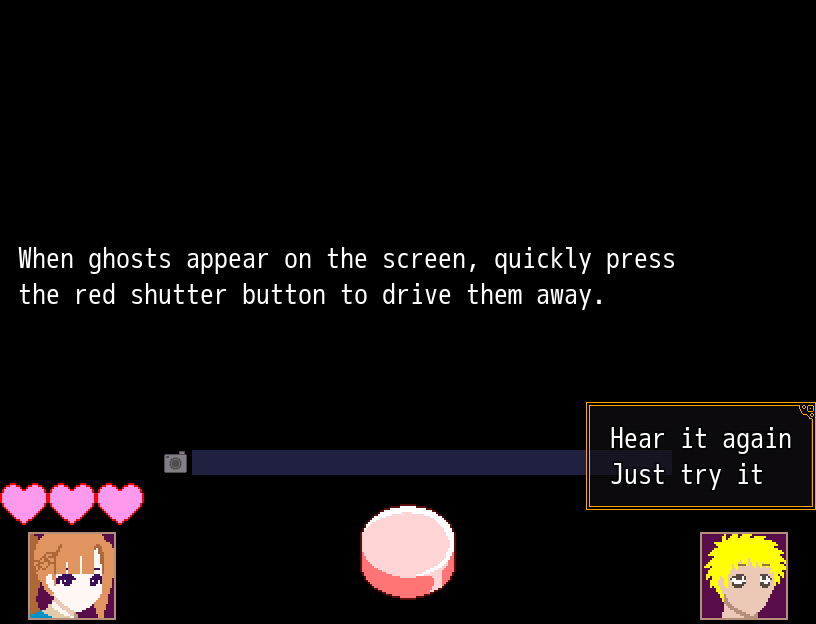 When ghosts appear on the screen, quickly press
the red shutter button to drive them away.
Hear it again
Just try it